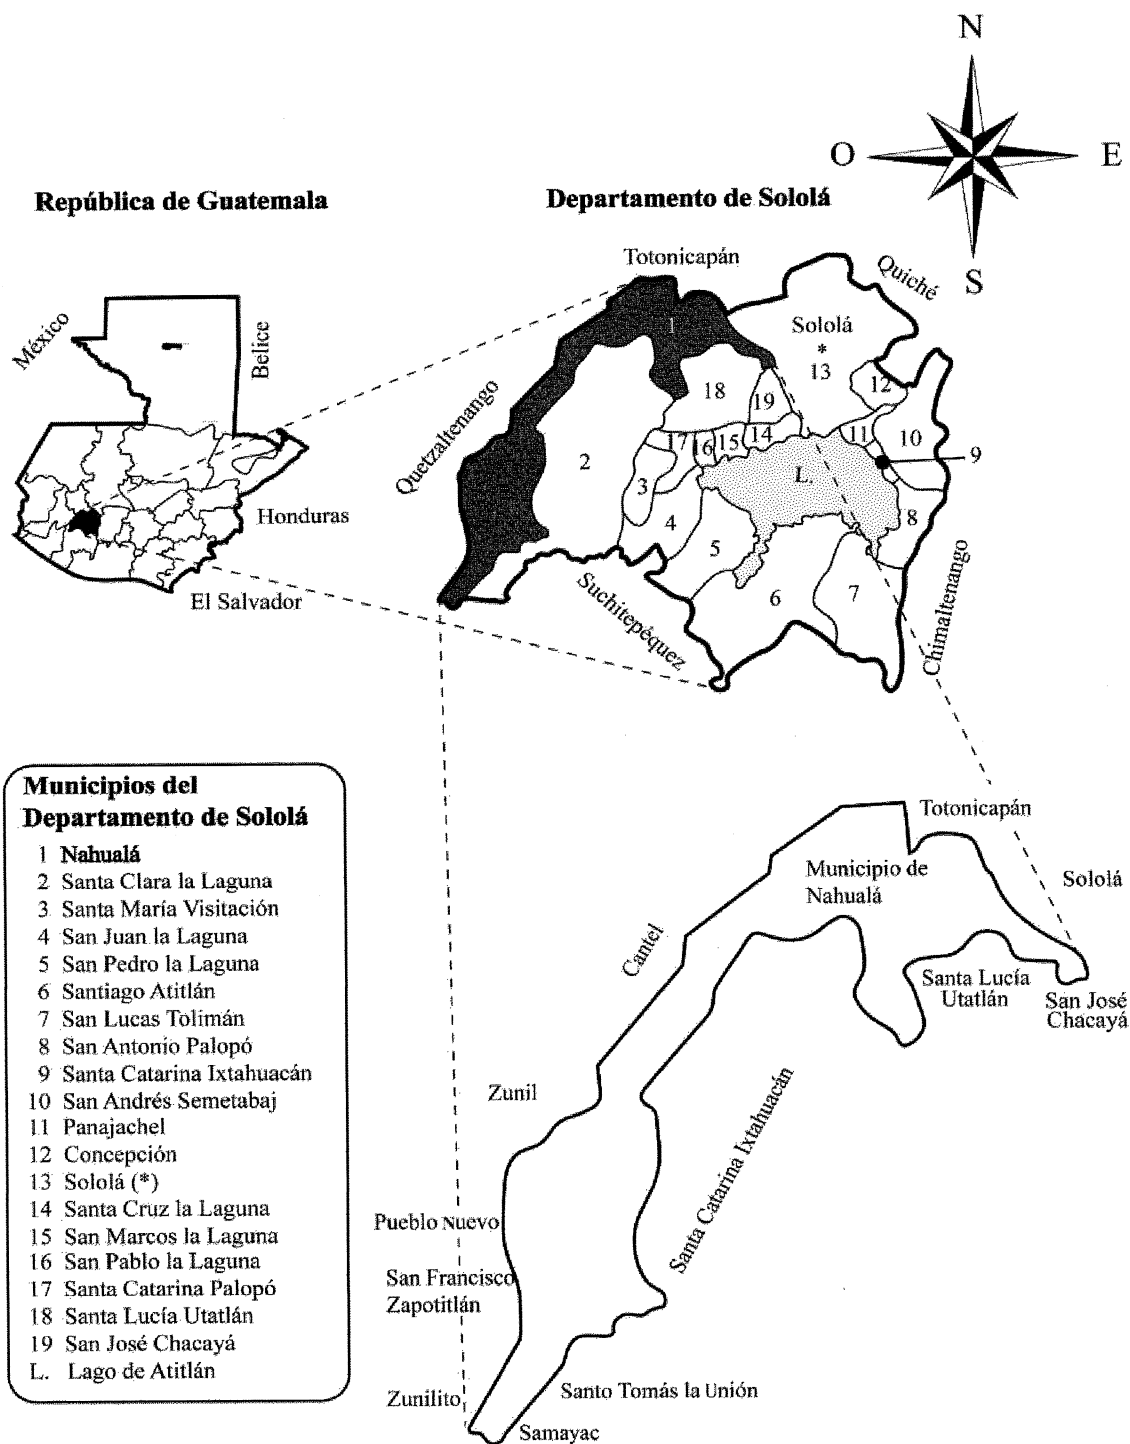 N
O
E
S
República de Guatemala
Departamento de Sololá
México
Belice
Honduras
El Salvador
Totonicapán
Quiché
Quetzaltenango
Suchitepéquez
Chimaltenango
1
Sololá
*
13
12
18
19
17
16
15
14
11
10
9
2
3
L.
4
5
8
6
7
Municipios del
Departamento de Sololá
1 Nahualá
2 Santa Clara la Laguna
3 Santa María Visitación
4 San Juan la Laguna
5 San Pedro la Laguna
6 Santiago Atitlán
7 San Lucas Tolimán
8 San Antonio Palopó
9 Santa Catarina Ixtahuacán
10 San Andrés Semetabaj
11 Panajachel
12 Concepción
13 Sololá (*)
14 Santa Cruz la Laguna
15 San Marcos la Laguna
16 San Pablo la Laguna
17 Santa Catarina Palopó
18 Santa Lucía Utatlán
19 San José Chacayá
L. Lago de Atitlán
Totonicapán
Municipio de
Nahualá
Sololá
Cantel
Santa Lucía
Utatlán
San José
Chacayá
Zunil
Santa Catarina Ixtahuacán
Pueblo Nuevo
San Francisco
Zapotitlán
Zunilito
Santo Tomás la Unión
Samayac